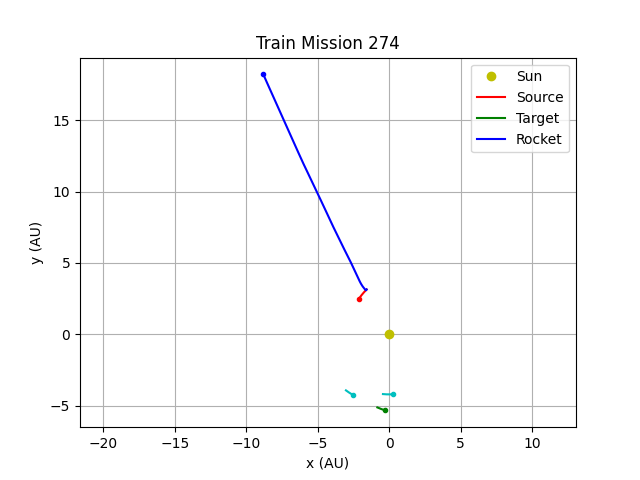 Train Mission 274
Sun
Source
Target
Rocket
15
10
5
0
−5
y (AU)
−20 −15 −10 −5 0 5 10
x (AU)